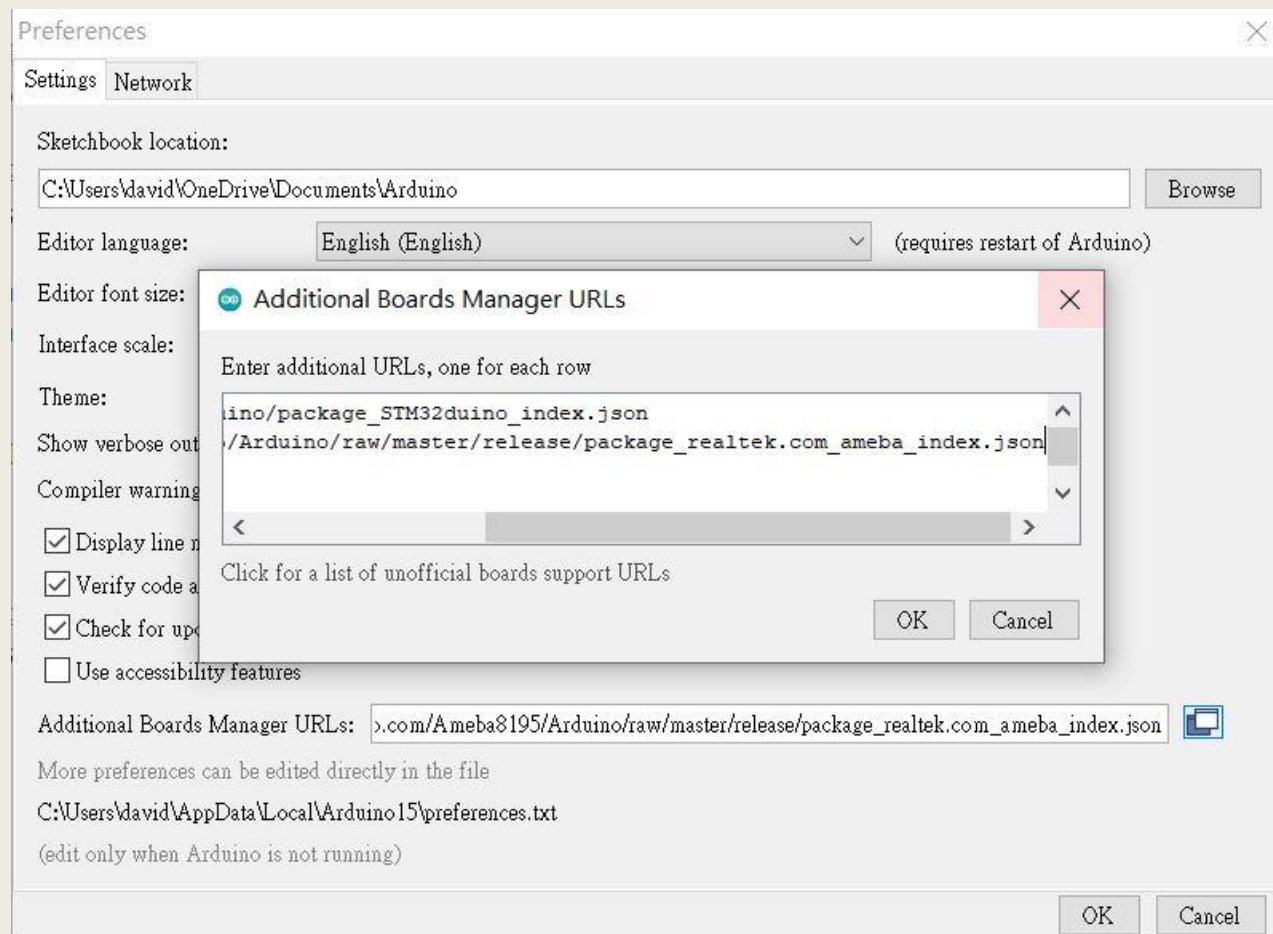 Preferences
Settings Network
Sketchbook location:
C:\Users\david\OneDrive\Documents\Arduino Browse
Editor language: English (English) (requires restart of Arduino)
Editor font size:
Additional Boards Manager URLs
Interface scale:
Enter additional URLs, one for each row
Theme:
ino/package_STM32duino_index.json
Show verbose out
/Arduino/raw/master/release/package_realtek.com_ameba_index.json
Compiler warning
Display line n
Verify code a
Click for a list of unofficial boards support URLs
Check for upd
OK Cancel
Use accessibility features
Additional Boards Manager URLs: .com/Ameba8195/Arduino/raw/master/release/package_realtek.com_ameba_index.json
More preferences can be edited directly in the file
C:\Users\david\AppData\Local\Arduino15\preferences.txt
(edit only when Arduino is not running)
OK Cancel